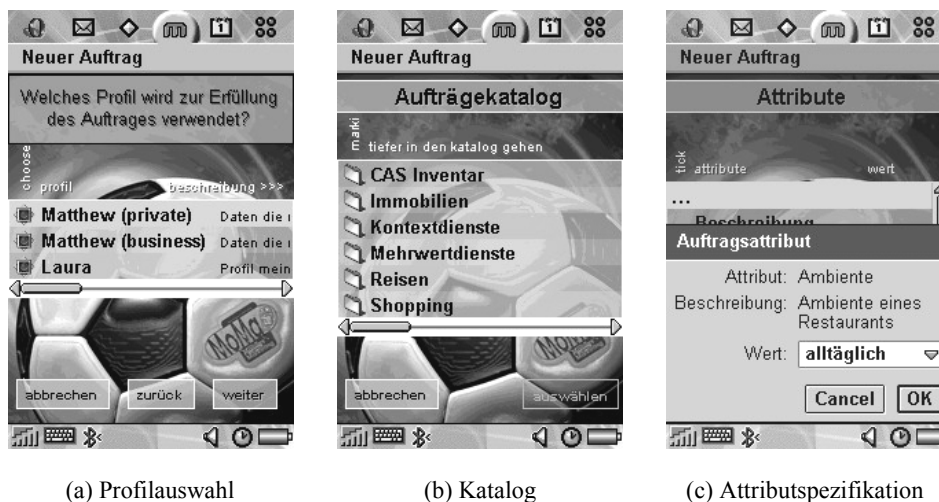 Neuer Auftrag
Welches Profil wird zur Erfüllung
des Auftrages verwendet?
choose
profil beschreibung >>>
Matthew (private) Daten die
Matthew (business) Daten die
Laura Profil mein
MoMa
abbrechen zurück weiter
(a) Profilauswahl
Neuer Auftrag
Aufträgekatalog
marki
tiefer in den katalog gehen
CAS Inventar
Immobilien
Kontextdienste
Mehrwertdienste
Reisen
Shopping
MoMa
abbrechen auswählen
(b) Katalog
Neuer Auftrag
Attribute
tick
attribute wert
...
Beschreibung
Auftragsattribut
Attribut: Ambiente
Beschreibung: Ambiente eines
Restaurants
Wert: alltäglich
Cancel OK
(c) Attributspezifikation